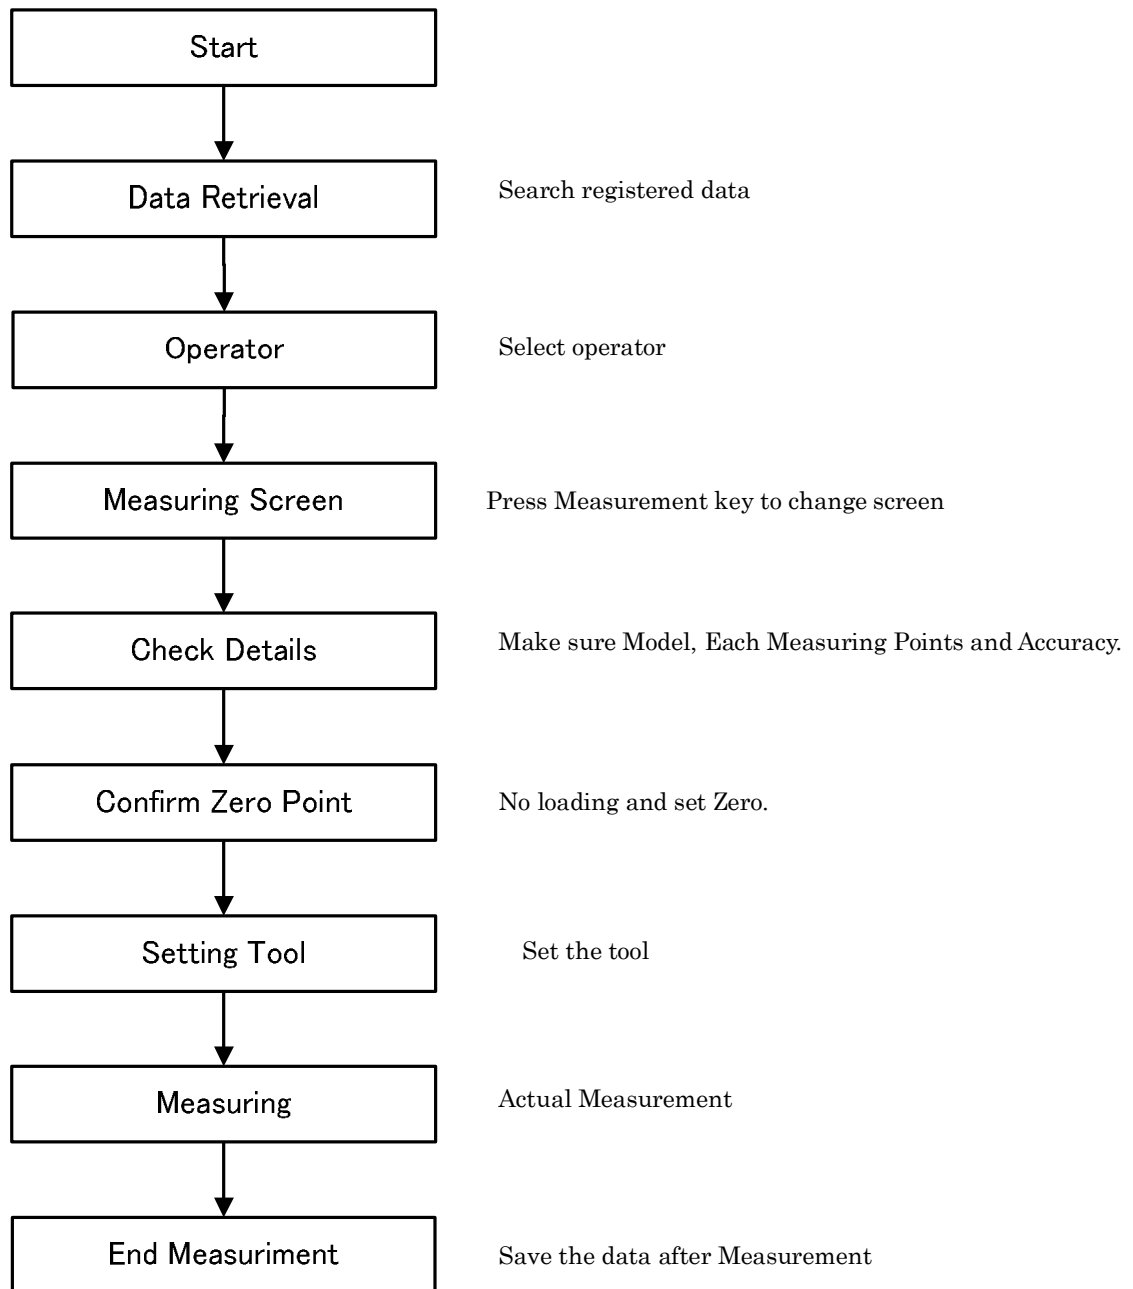 Start
Data Retrieval
Search registered data
Operator
Select operator
Measuring Screen
Press Measurement key to change screen
Check Details
Make sure Model, Each Measuring Points and Accuracy.
Confirm Zero Point
No loading and set Zero.
Setting Tool
Set the tool
Measuring
Actual Measurement
End Measuriment
Save the data after Measurement